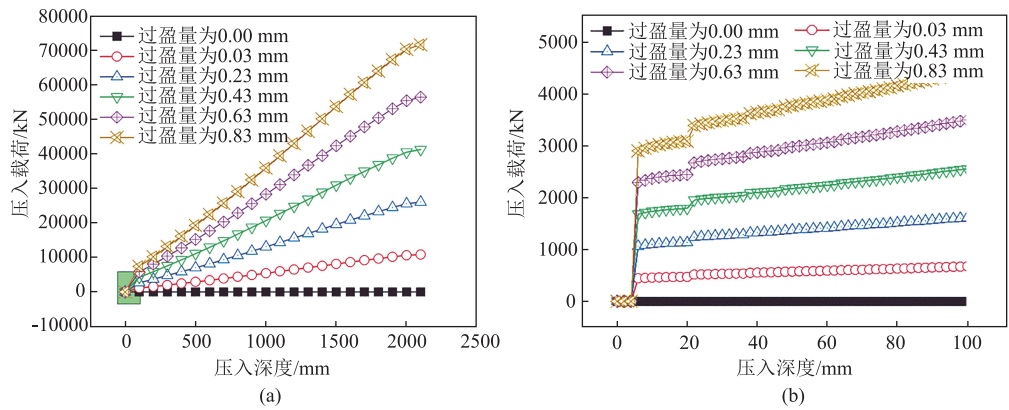 80000
70000
60000
50000
40000
30000
20000
10000
0
-10000
压入载荷/kN
过盈量为0.00 mm
过盈量为0.03 mm
过盈量为0.23 mm
过盈量为0.43 mm
过盈量为0.63 mm
过盈量为0.83 mm
0 500 1000 1500 2000 2500
压入深度/mm
(a)
5000
4000
3000
2000
1000
0
压入载荷/kN
过盈量为0.00 mm 过盈量为0.03 mm
过盈量为0.23 mm 过盈量为0.43 mm
过盈量为0.63 mm 过盈量为0.83 mm
0 20 40 60 80 100
压入深度/mm
(b)